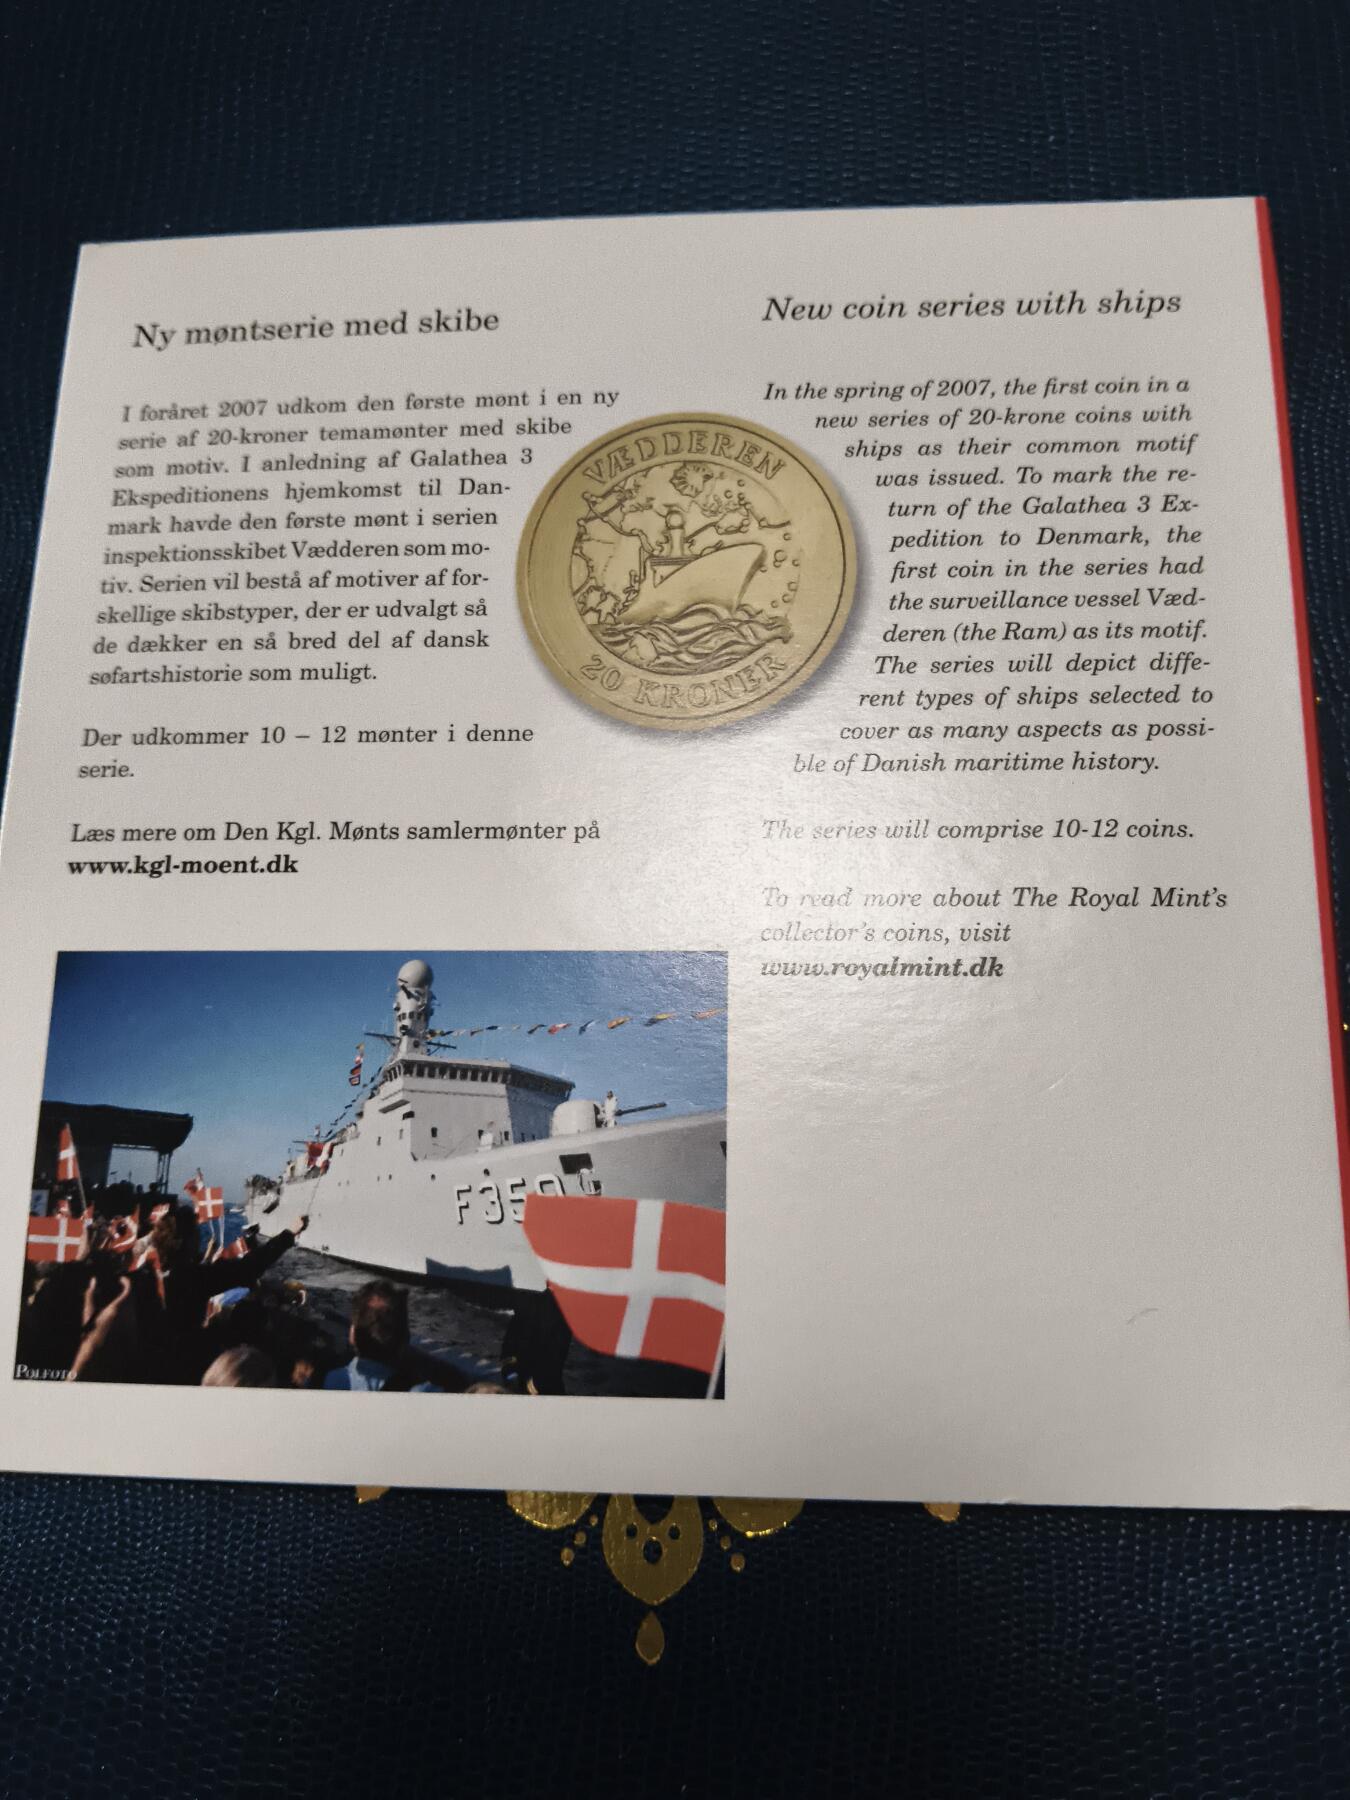 Ny møntserie med skibe
I foråret 2007 udkom den første mønt i en ny
serie af 20-kroner temamønter med skibe
som motiv. I anledning af Galathea 3
Ekspeditionens hjemkomst til Dan-
mark havde den første mønt i serien
inspektionsskibet Vædderen som mo-
tiv. Serien vil bestå af motiver af for-
skellige skibstyper, der er udvalgt så
de dækker en så bred del af dansk
søfartshistorie som muligt.
Der udkommer 10 – 12 mønter i denne
serie.
Læs mere om Den Kgl. Mønts samlermønter på
www.kgl-moent.dk
VÆDDEREN
20 KRONER
New coin series with ships
In the spring of 2007, the first coin in a
new series of 20-krone coins with
ships as their common motif
was issued. To mark the re-
turn of the Galathea 3 Ex-
pedition to Denmark, the
first coin in the series had
the surveillance vessel Væd-
deren (the Ram) as its motif.
The series will depict diffe-
rent types of ships selected to
cover as many aspects as possi-
ble of Danish maritime history.
The series will comprise 10-12 coins.
To read more about The Royal Mint's
collector's coins, visit
www.royalmint.dk
F359
POLFOTO